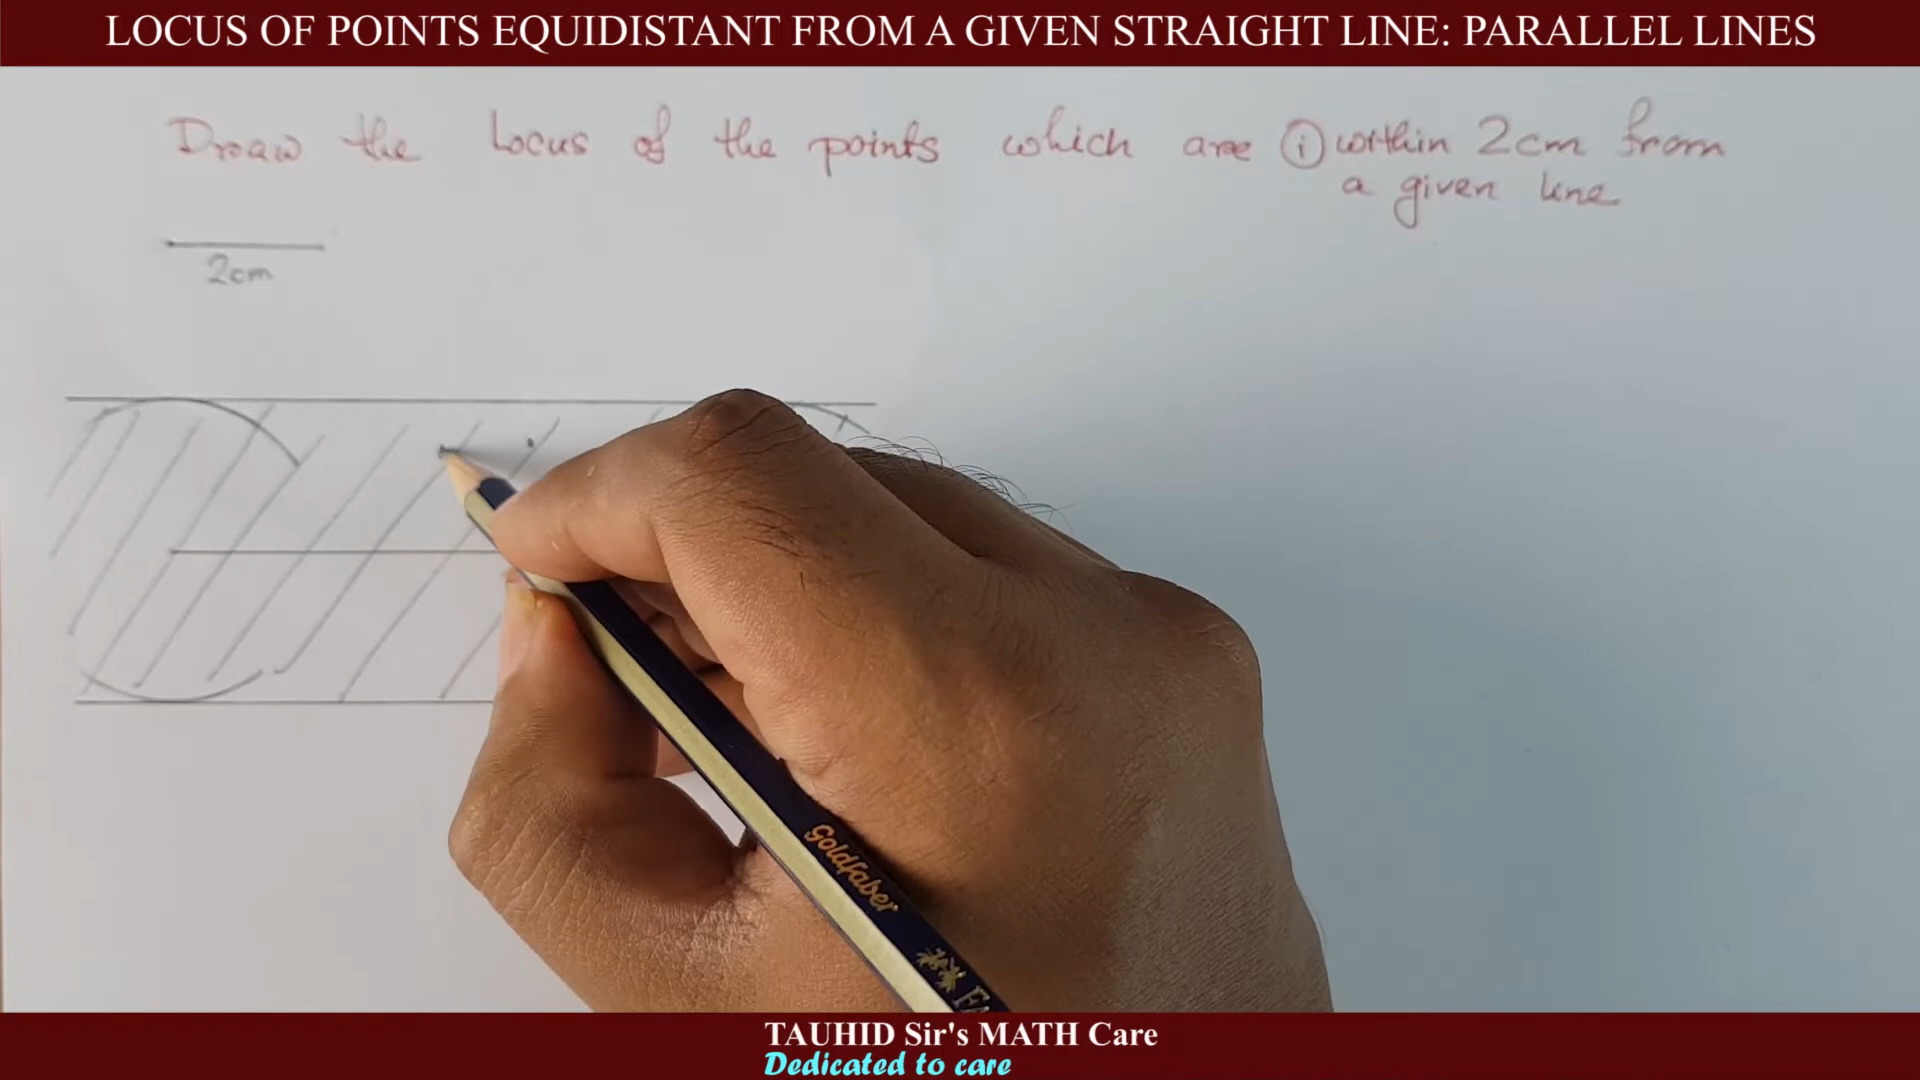 LOCUS OF POINTS EQUIDISTANT FROM A GIVEN STRAIGHT LINE: PARALLEL LINES
Draw the Locus of the points which are (i) within 2cm from
a given line
2cm
Goldfaber
TAUHID Sir's MATH Care
Dedicated to care